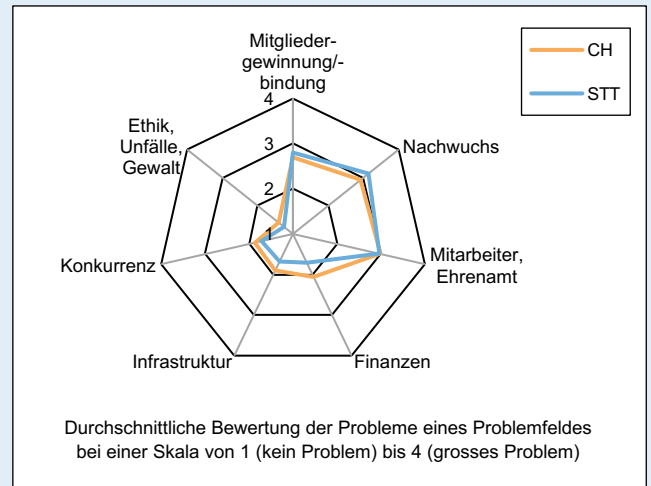 Mitglieder-
gewinnung/-
bindung
CH
STT
4
3
2
1
Ethik,
Unfälle,
Gewalt
Nachwuchs
Konkurrenz
Mitarbeiter,
Ehrenamt
Infrastruktur
Finanzen
Durchschnittliche Bewertung der Probleme eines Problemfeldes
bei einer Skala von 1 (kein Problem) bis 4 (grosses Problem)